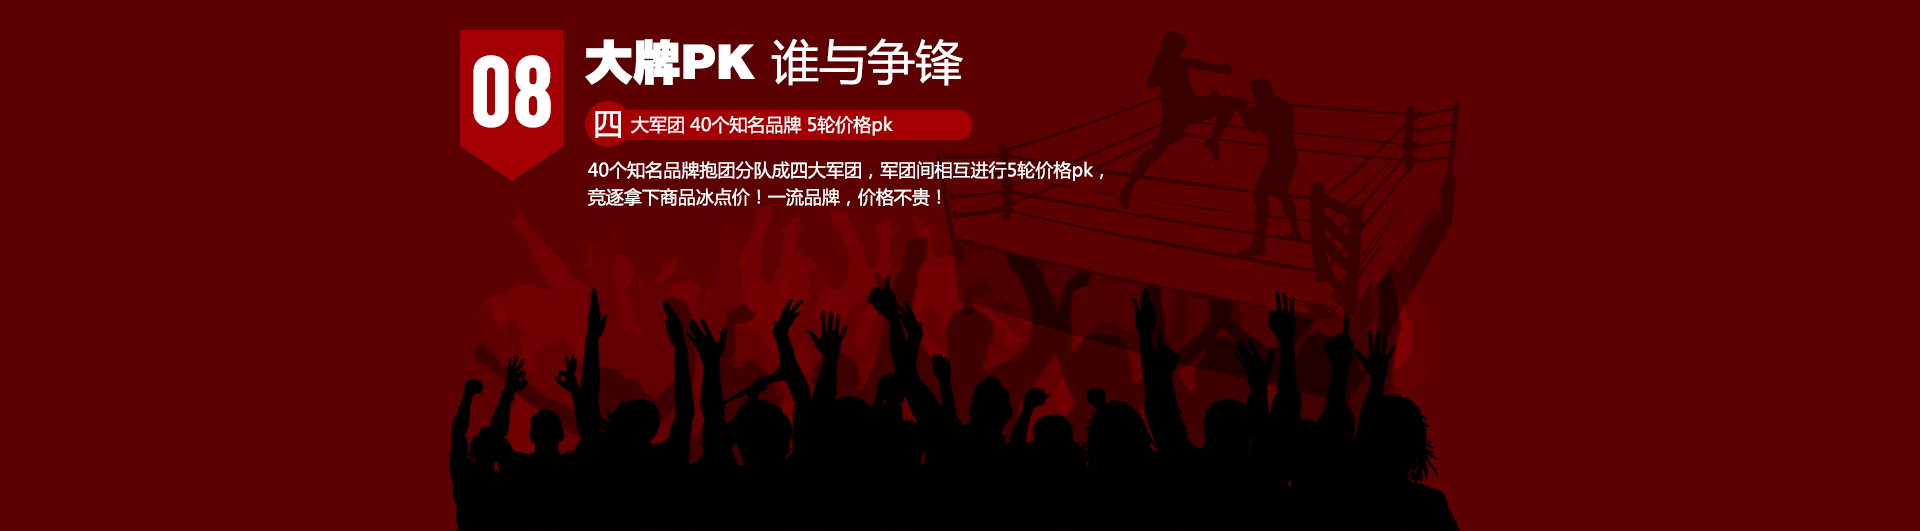 08
大牌PK 谁与争锋
四大军团 40个知名品牌 5轮价格pk
40个知名品牌抱团分队成四大军团，军团间相互进行5轮价格pk，
竞逐拿下商品冰点价！一流品牌，价格不贵！